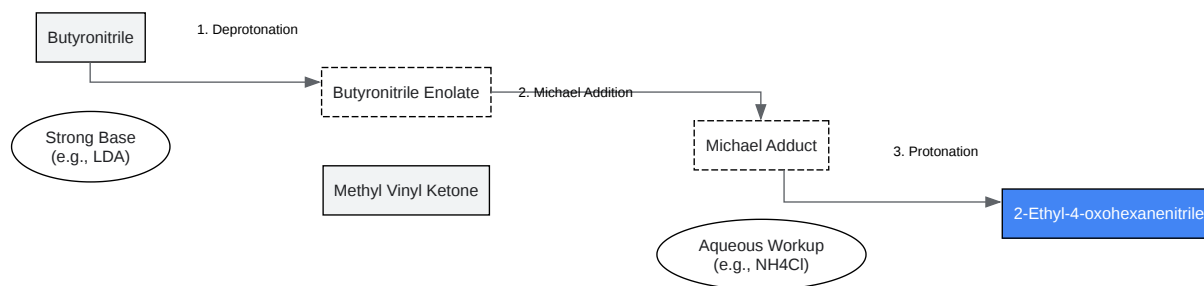 Butyronitrile
1. Deprotonation
Strong Base
(e.g., LDA)
Butyronitrile Enolate
2. Michael Addition
Methyl Vinyl Ketone
Michael Adduct
3. Protonation
Aqueous Workup
(e.g., NH4Cl)
2-Ethyl-4-oxohexanenitrile